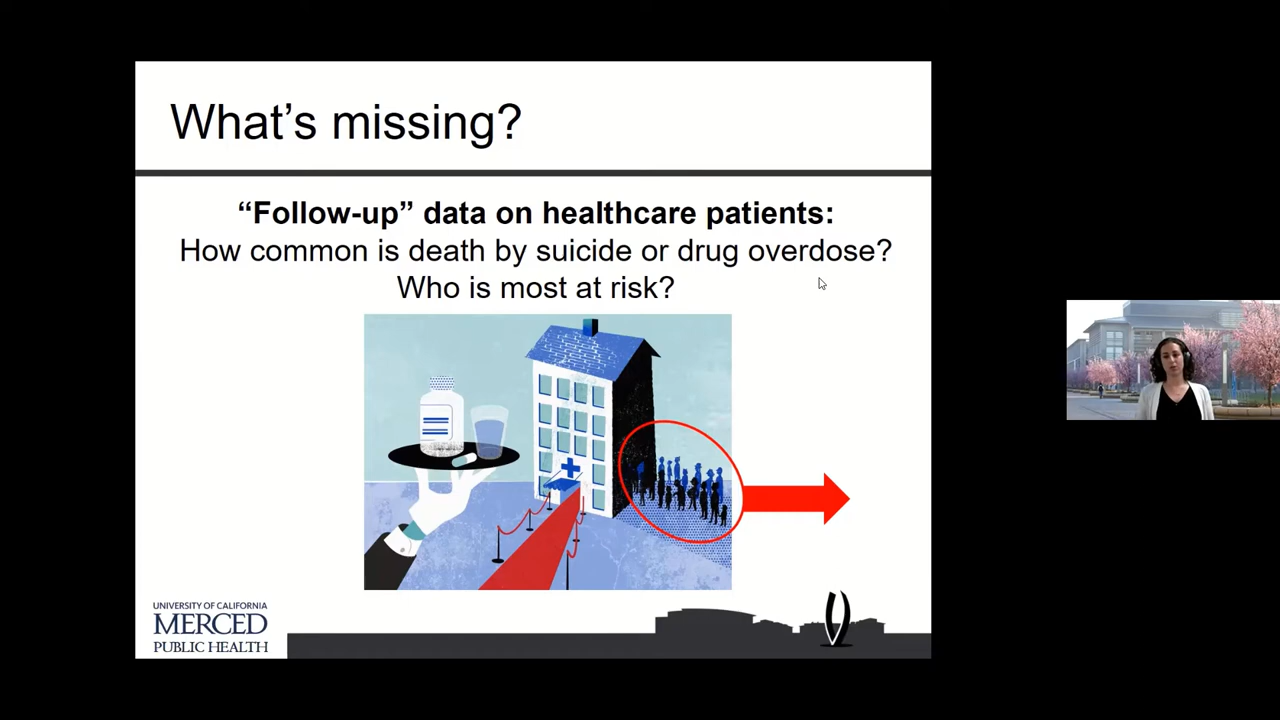 What’s missing?
“Follow-up” data on healthcare patients:
How common is death by suicide or drug overdose?
Who is most at risk?
UNIVERSITY OF CALIFORNIA
MERCED
PUBLIC HEALTH